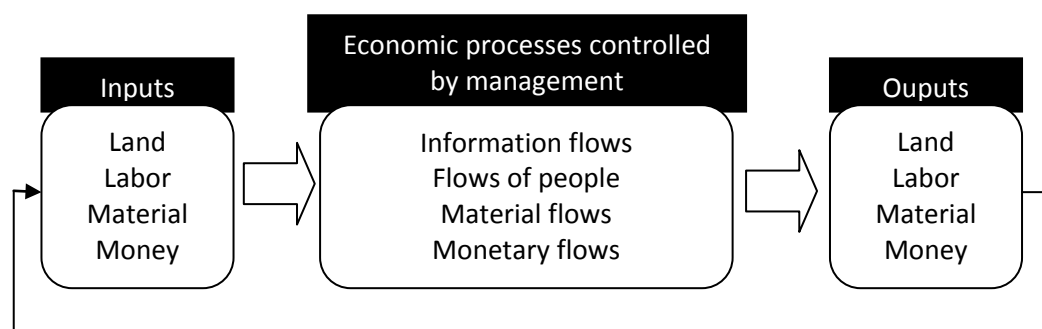 Inputs
Land
Labor
Material
Money
Economic processes controlled
by management
Information flows
Flows of people
Material flows
Monetary flows
Ouputs
Land
Labor
Material
Money